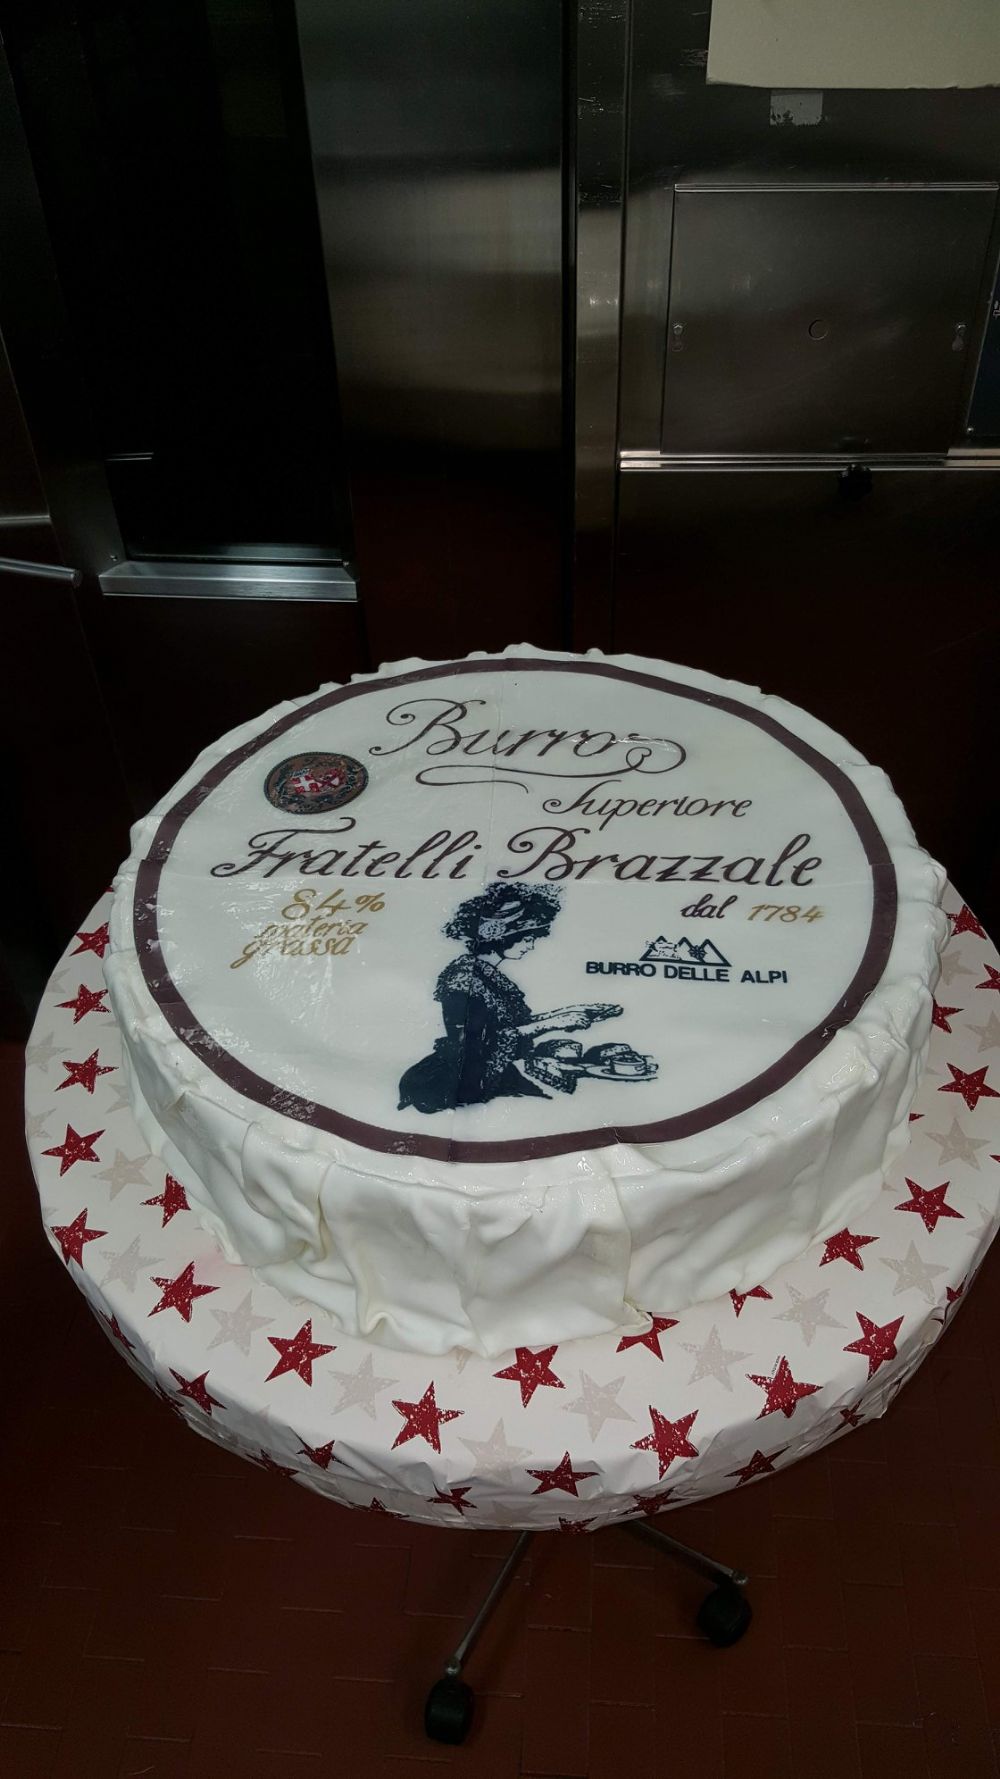 Burro
Superiore
Fratelli Brazzale
84%
materia
grassa
dal 1784
BURRO DELLE ALPI